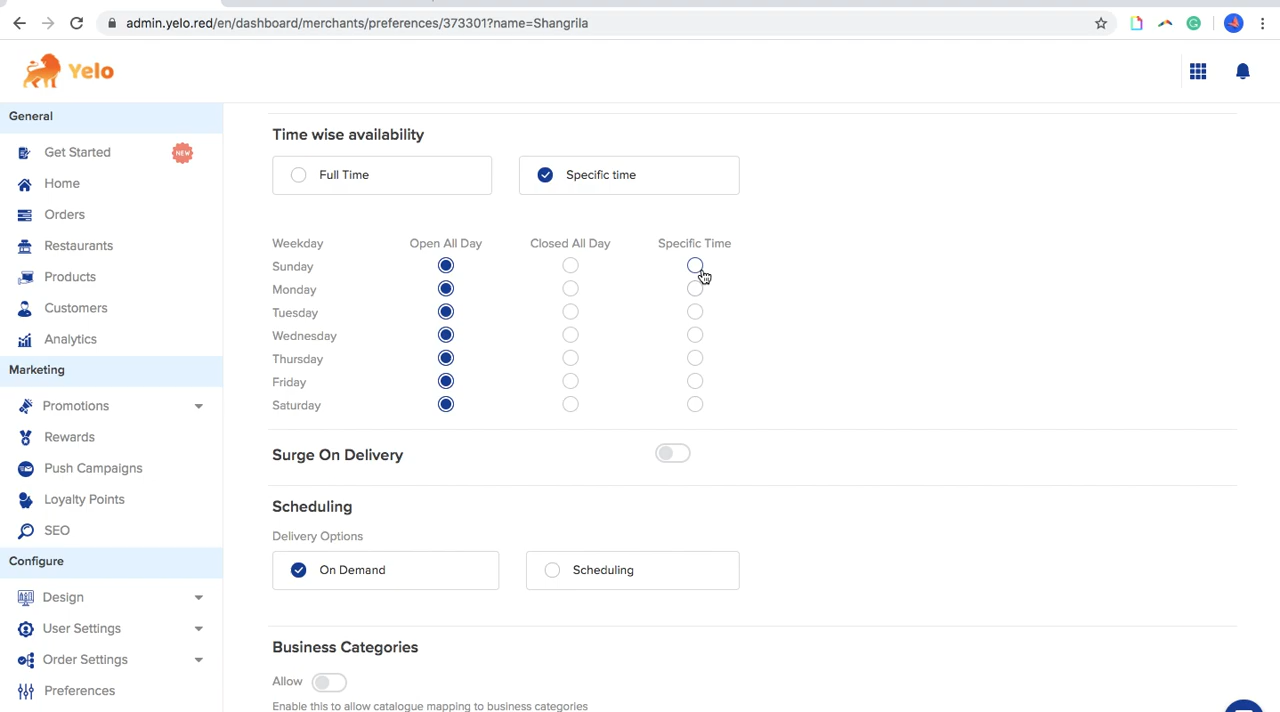 admin.yelo.red/en/dashboard/merchants/preferences/373301?name=Shangrila
Yelo
General
Get Started NEW
Home
Orders
Restaurants
Products
Customers
Analytics
Marketing
Promotions
Rewards
Push Campaigns
Loyalty Points
SEO
Configure
Design
User Settings
Order Settings
Preferences
Time wise availability
Full Time Specific time
Weekday Open All Day Closed All Day Specific Time
Sunday
Monday
Tuesday
Wednesday
Thursday
Friday
Saturday
Surge On Delivery
Scheduling
Delivery Options
On Demand Scheduling
Business Categories
Allow
Enable this to allow catalogue mapping to business categories